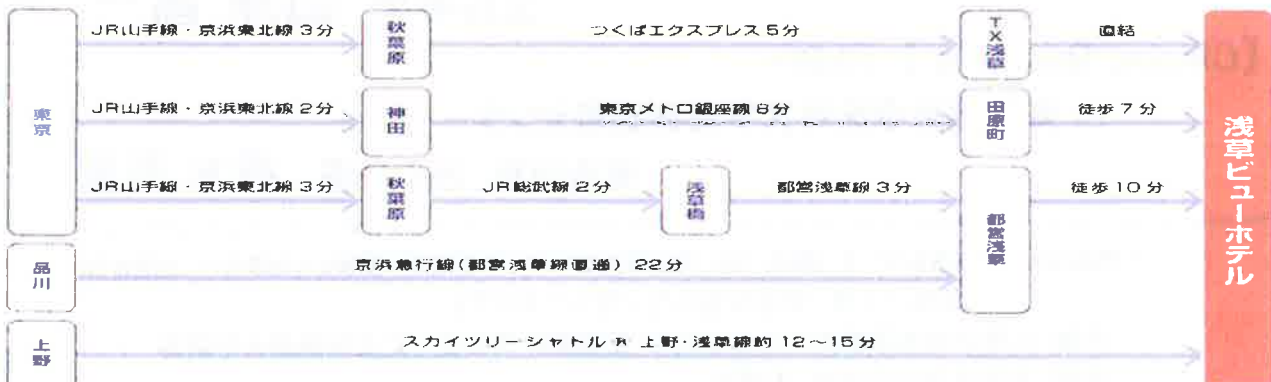 東京
JR山手線・京浜東北線 3分
秋葉原
つくばエクスプレス 5分
TX浅草
直結
JR山手線・京浜東北線 2分
神田
東京メトロ銀座線 8分
田原町
徒歩 7分
JR山手線・京浜東北線 3分
秋葉原
JR総武線 2分
浅草橋
都営浅草線 3分
都営浅草
徒歩 10分
品川
京浜急行線(都営浅草線直通) 22分
上野
スカイツリーシャトル 上野・浅草線約 12〜15分
浅草ビューホテル